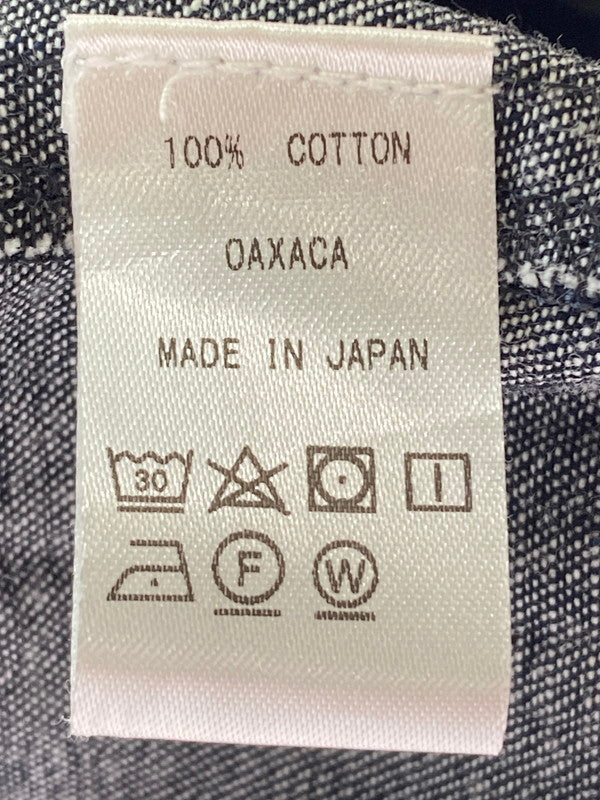 100% COTTON
OAXACA
MADE IN JAPAN
30
F W